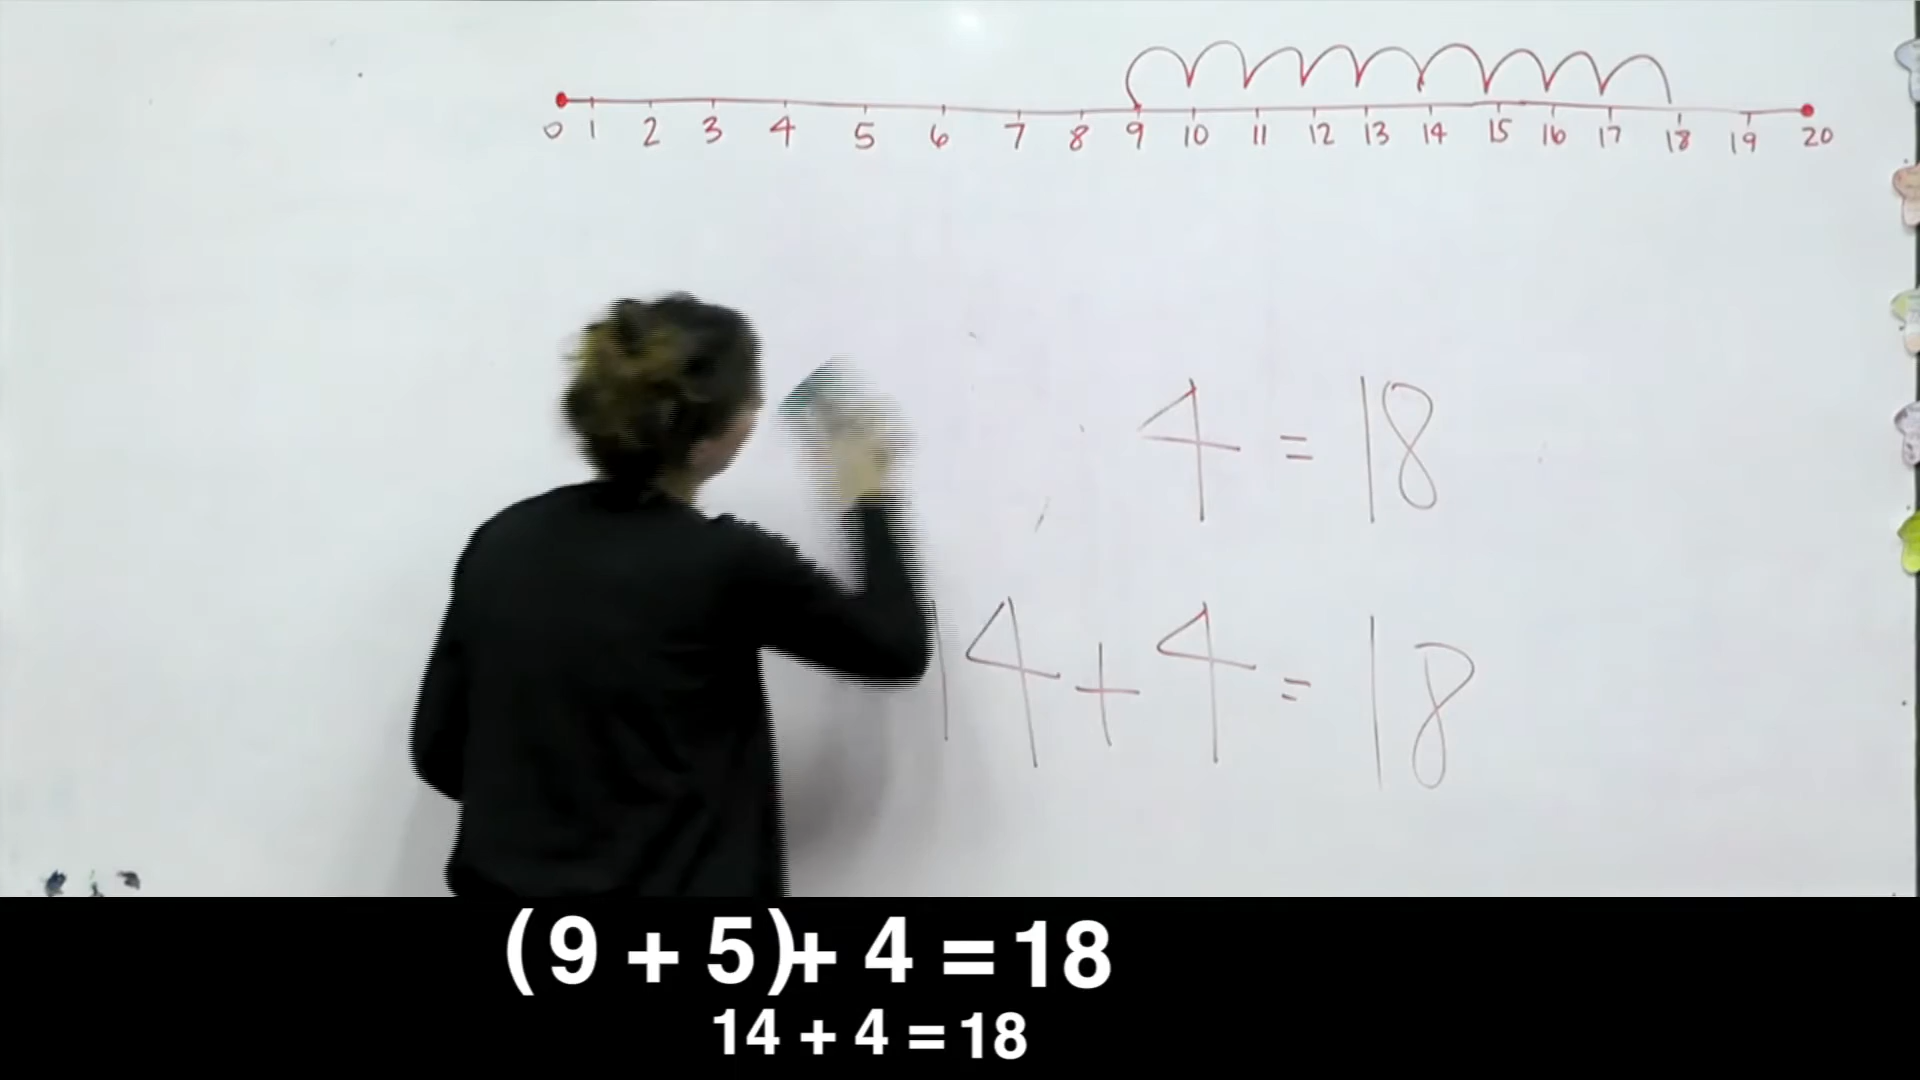 0 1 2 3 4 5 6 7 8 9 10 11 12 13 14 15 16 17 18 19 20
4 = 18
14 + 4 = 18
(9 + 5)+ 4 = 18
14 + 4 = 18